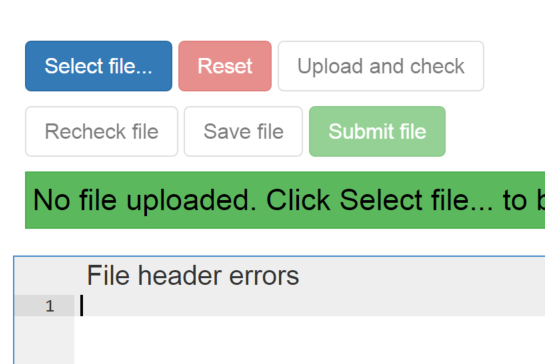 Select file... Reset Upload and check
Recheck file Save file Submit file
No file uploaded. Click Select file... to
File header errors
1